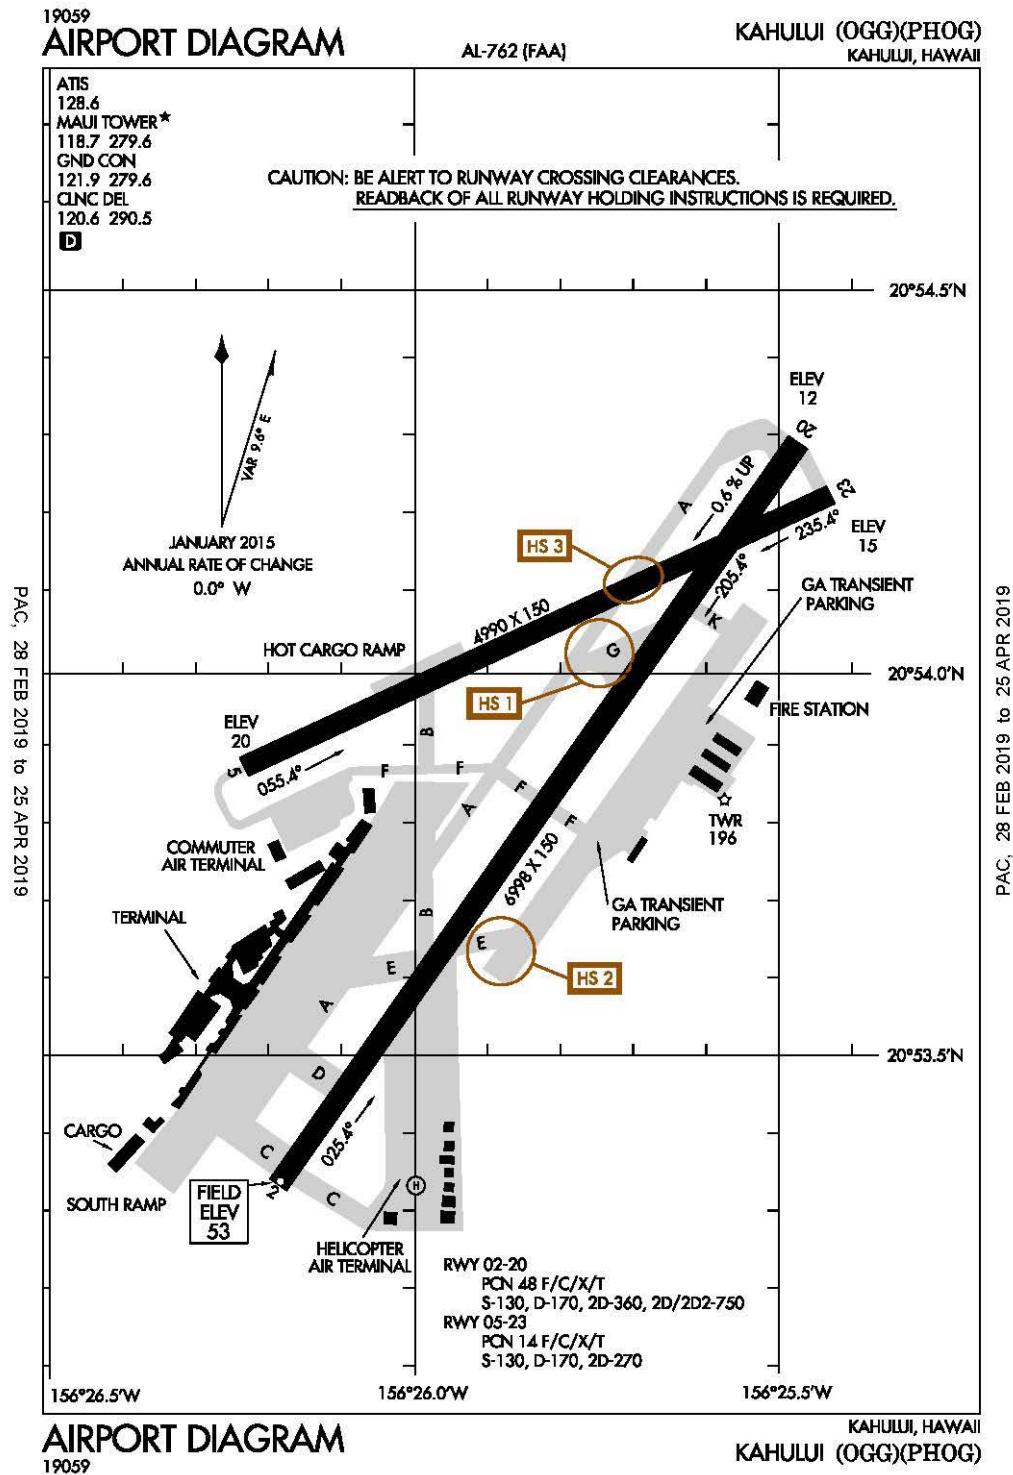 19059
AIRPORT DIAGRAM
AL-762 (FAA)
KAHULUI (OGG)(PHOG)
KAHULUI, HAWAII
ATIS
128.6
MAUI TOWER★
118.7 279.6
GND CON
121.9 279.6
CLNC DEL
120.6 290.5
D
CAUTION: BE ALERT TO RUNWAY CROSSING CLEARANCES.
READBACK OF ALL RUNWAY HOLDING INSTRUCTIONS IS REQUIRED.
20°54.5'N
VAR 9.6° E
JANUARY 2015
ANNUAL RATE OF CHANGE
0.0° W
ELEV
12
20
23
A
0.6% UP
235.4°
ELEV
15
HS 3
205.4°
GA TRANSIENT
PARKING
4990 X 150
K
HOT CARGO RAMP
G
20°54.0'N
HS 1
FIRE STATION
ELEV
20
B
5
055.4°
F
F
F
F
A
TWR
196
COMMUTER
AIR TERMINAL
6998 X 150
GA TRANSIENT
PARKING
TERMINAL
B
E
E
HS 2
A
20°53.5'N
D
025.4°
CARGO
C
C
2
H
SOUTH RAMP
FIELD
ELEV
53
HELICOPTER
AIR TERMINAL
RWY 02-20
PCN 48 F/C/X/T
S-130, D-170, 2D-360, 2D/2D2-750
RWY 05-23
PCN 14 F/C/X/T
S-130, D-170, 2D-270
156°26.5'W
156°26.0'W
156°25.5'W
PAC, 28 FEB 2019 to 25 APR 2019
PAC, 28 FEB 2019 to 25 APR 2019
AIRPORT DIAGRAM
19059
KAHULUI, HAWAII
KAHULUI (OGG)(PHOG)